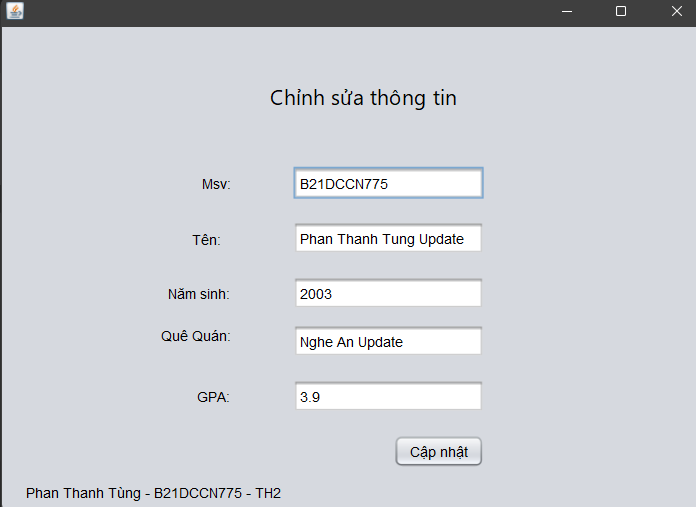 Chỉnh sửa thông tin
Msv: B21DCCN775
Tên: Phan Thanh Tung Update
Năm sinh: 2003
Quê Quán: Nghe An Update
GPA: 3.9
Cập nhật
Phan Thanh Tùng - B21DCCN775 - TH2